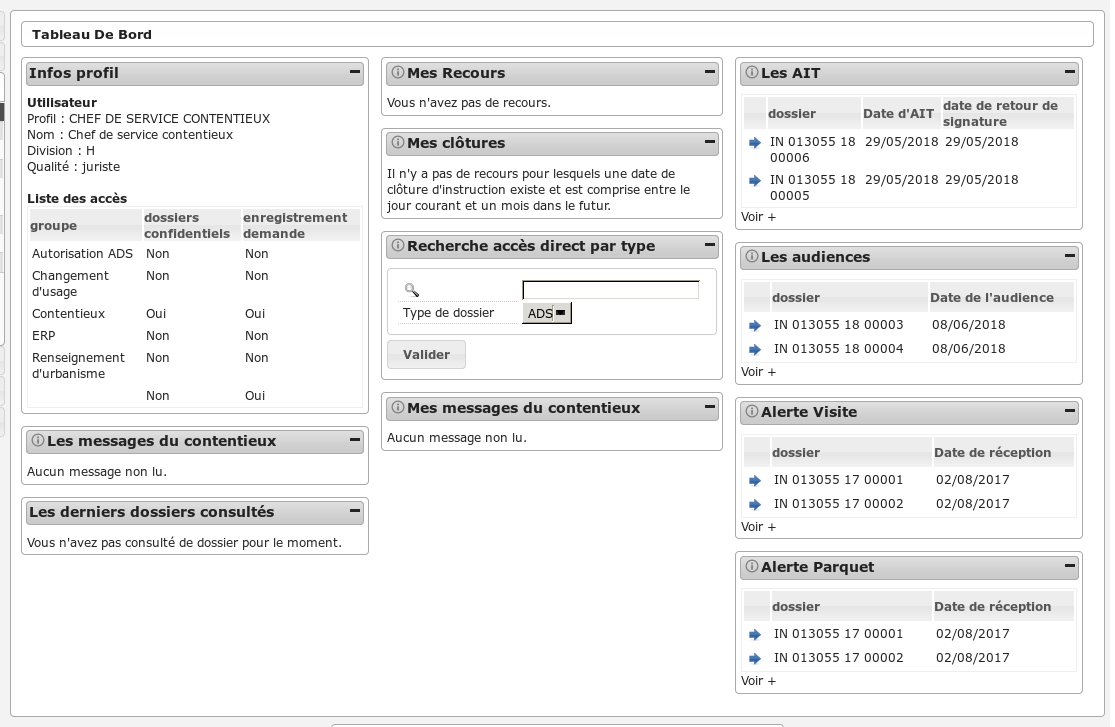 Tableau De Bord
Infos profil
Utilisateur
Profil : CHEF DE SERVICE CONTENTIEUX
Nom : Chef de service contentieux
Division : H
Qualité : juriste
Liste des accès
groupe dossiers confidentiels enregistrement demande
Autorisation ADS Non Non
Changement d'usage Non Non
Contentieux Oui Oui
ERP Non Non
Renseignement d'urbanisme Non Non
Non Oui
Les messages du contentieux
Aucun message non lu.
Les derniers dossiers consultés
Vous n'avez pas consulté de dossier pour le moment.
Mes Recours
Vous n'avez pas de recours.
Mes clôtures
Il n'y a pas de recours pour lesquels une date de
clôture d'instruction existe et est comprise entre le
jour courant et un mois dans le futur.
Recherche accès direct par type
Type de dossier ADS
Valider
Mes messages du contentieux
Aucun message non lu.
Les AIT
dossier Date d'AIT date de retour de signature
IN 013055 18 00006 29/05/2018 29/05/2018
IN 013055 18 00005 29/05/2018 29/05/2018
Voir +
Les audiences
dossier Date de l'audience
IN 013055 18 00003 08/06/2018
IN 013055 18 00004 08/06/2018
Voir +
Alerte Visite
dossier Date de réception
IN 013055 17 00001 02/08/2017
IN 013055 17 00002 02/08/2017
Voir +
Alerte Parquet
dossier Date de réception
IN 013055 17 00001 02/08/2017
IN 013055 17 00002 02/08/2017
Voir +